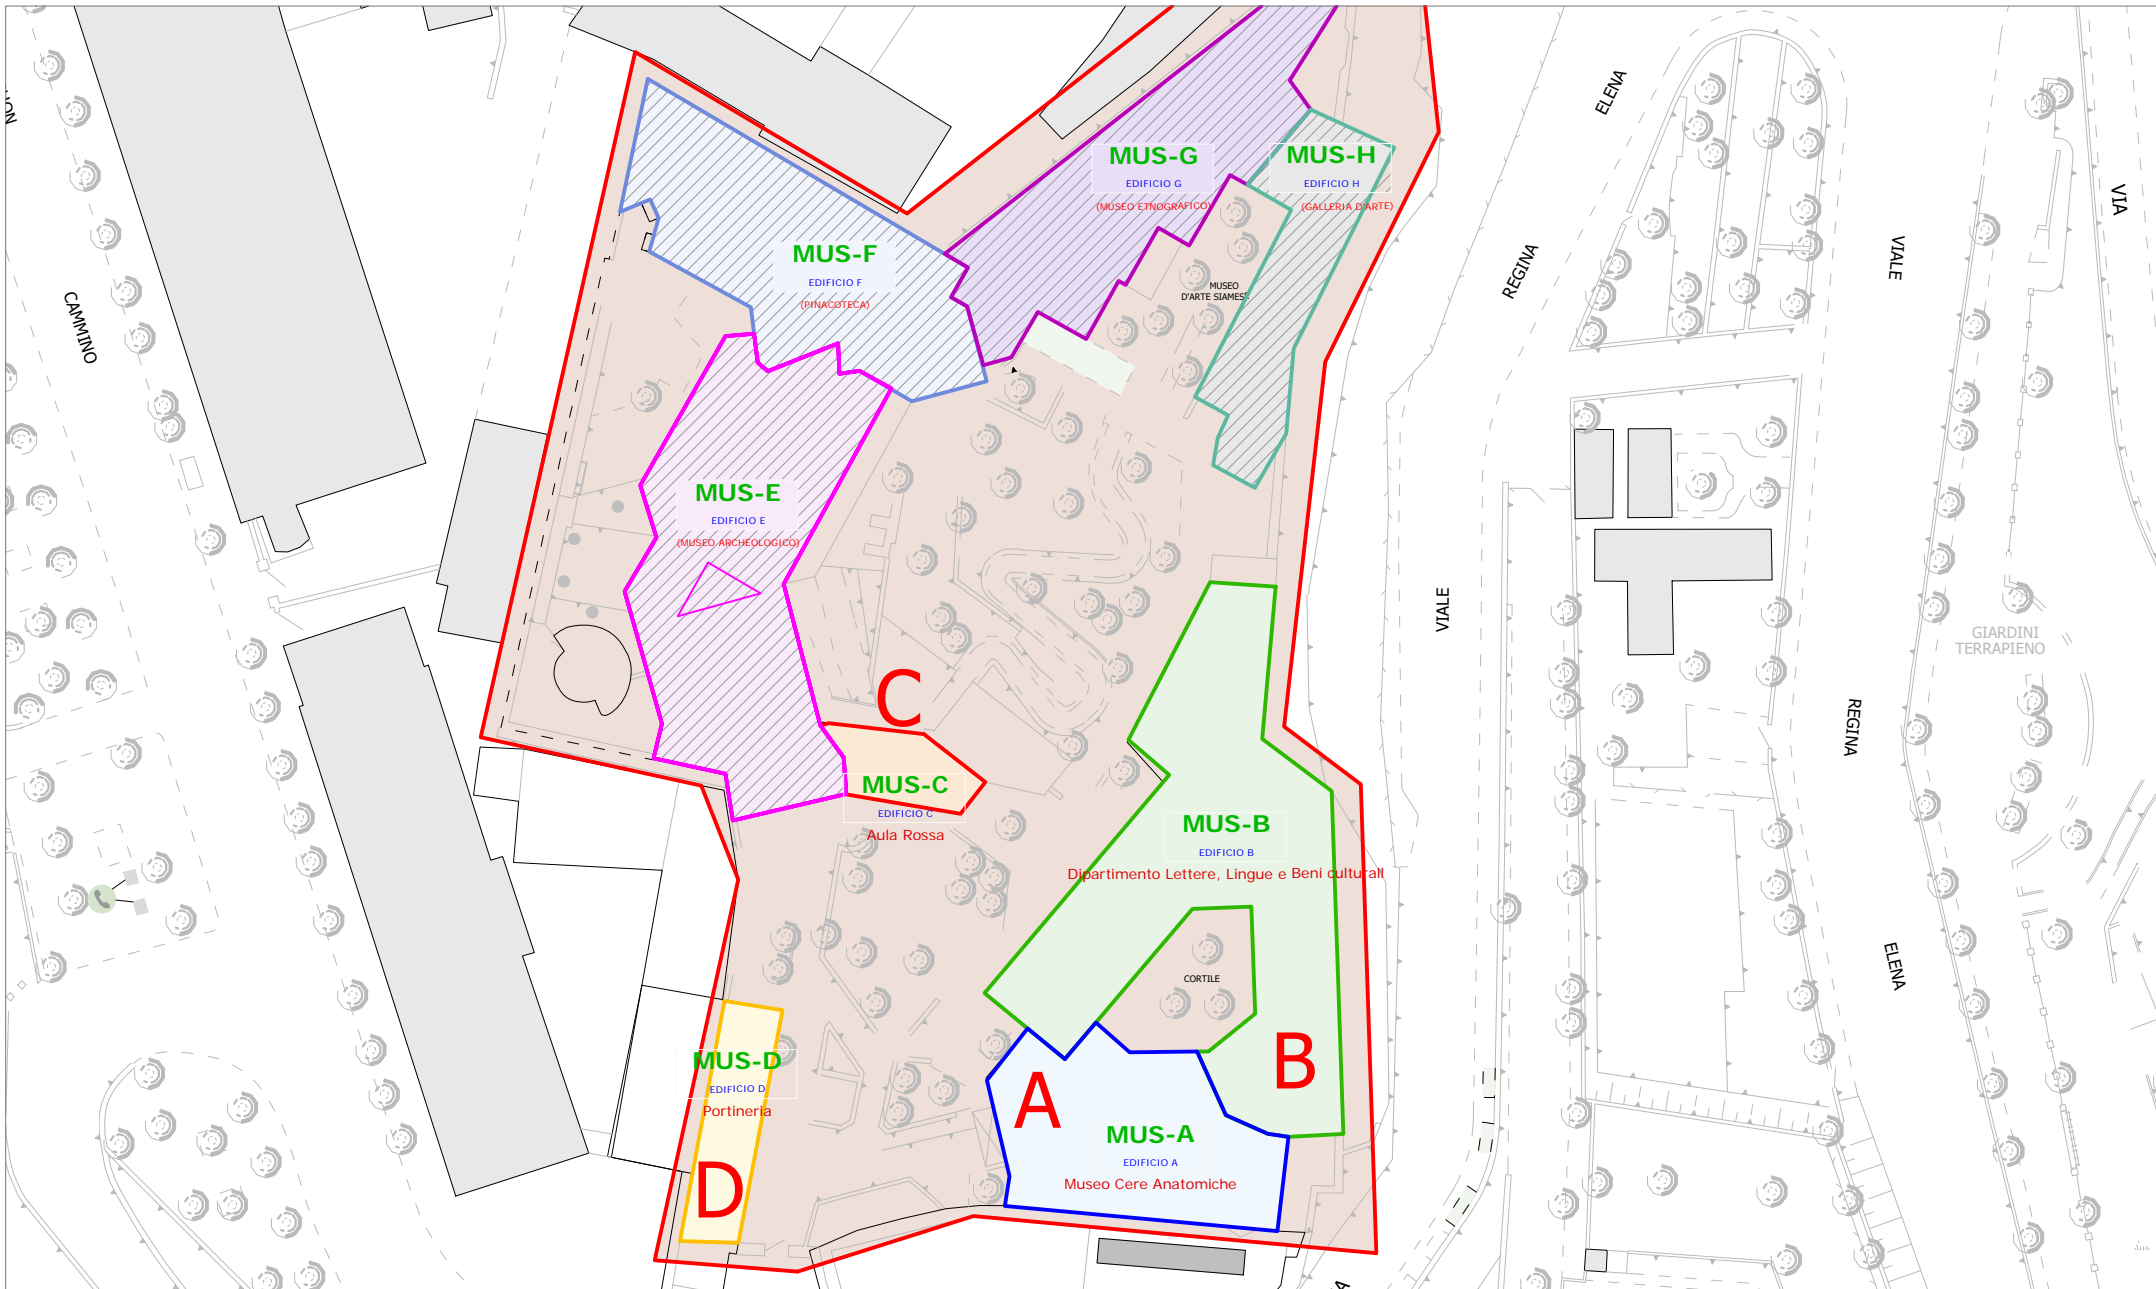 ELENA
REGINA
VIALE
VIA
CAMMINO
MUS-G
EDIFICIO G
(MUSEO ETNOGRAFICO)
MUS-H
EDIFICIO H
(GALLERIA D'ARTE)
MUS-F
EDIFICIO F
(PINACOTECA)
MUSEO
D'ARTE SIAMESE
MUS-E
EDIFICIO E
(MUSEO ARCHEOLOGICO)
VIALE
GIARDINI
TERRAPIENO
C
MUS-C
EDIFICIO C
Aula Rossa
REGINA
MUS-B
EDIFICIO B
Dipartimento Lettere, Lingue e Beni culturali
CORTILE
ELENA
B
MUS-D
EDIFICIO D
Portineria
D
A
MUS-A
EDIFICIO A
Museo Cere Anatomiche